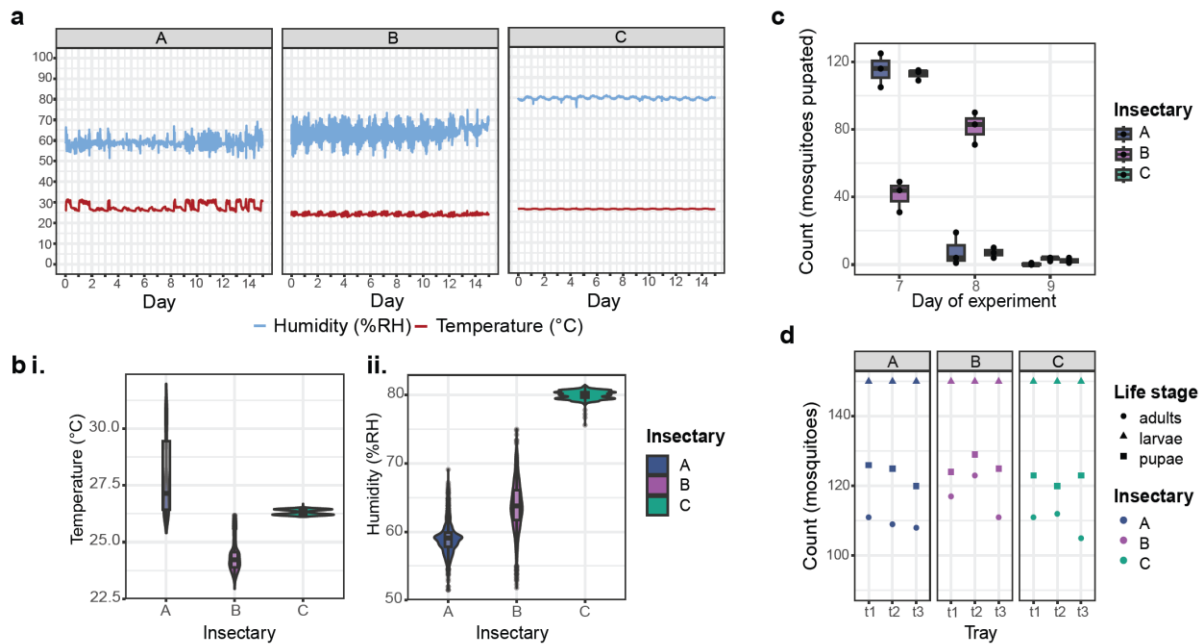 a
A B C
100
90
80
70
60
50
40
30
20
10
0
0 2 4 6 8 10 12 14 0 2 4 6 8 10 12 14 0 2 4 6 8 10 12 14
Day Day Day
Humidity (%RH) Temperature (°C)
b i.
Temperature (°C)
30.0
27.5
25.0
22.5
A B C
Insectary
ii.
Humidity (%RH)
80
70
60
50
A B C
Insectary
Insectary
A
B
C
c
Count (mosquitoes pupated)
120
80
40
0
7 8 9
Day of experiment
Insectary
A
B
C
d
A B C
Count (mosquitoes)
140
120
100
t1 t2 t3 t1 t2 t3 t1 t2 t3
Tray
Life stage
adults
larvae
pupae
Insectary
A
B
C